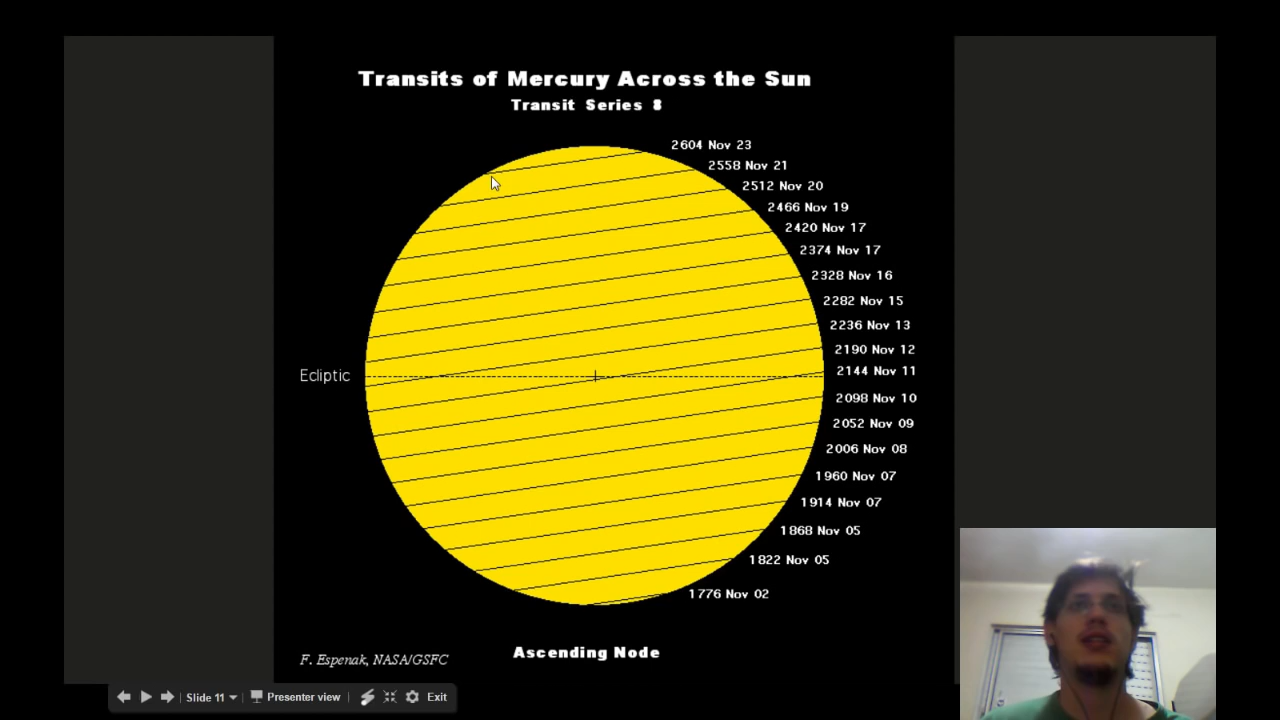 Transits of Mercury Across the Sun
Transit Series 8
2604 Nov 23
2558 Nov 21
2512 Nov 20
2466 Nov 19
2420 Nov 17
2374 Nov 17
2328 Nov 16
2282 Nov 15
2236 Nov 13
2190 Nov 12
Ecliptic
2144 Nov 11
2098 Nov 10
2052 Nov 09
2006 Nov 08
1960 Nov 07
1914 Nov 07
1868 Nov 05
1822 Nov 05
1776 Nov 02
Ascending Node
F. Espenak, NASA/GSFC
Slide 11
Presenter view
Exit